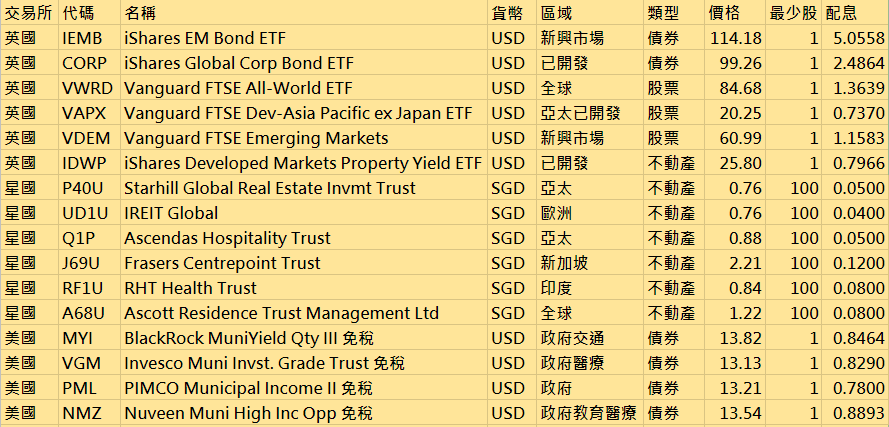 交易所 代碼 名稱 貨幣 區域 類型 價格 最少股 配息
英國 IEMB iShares EM Bond ETF USD 新興市場 債券 114.18 1 5.0558
英國 CORP iShares Global Corp Bond ETF USD 已開發 債券 99.26 1 2.4864
英國 VWRD Vanguard FTSE All-World ETF USD 全球 股票 84.68 1 1.3639
英國 VAPX Vanguard FTSE Dev-Asia Pacific ex Japan ETF USD 亞太已開發 股票 20.25 1 0.7370
英國 VDEM Vanguard FTSE Emerging Markets USD 新興市場 股票 60.99 1 1.1583
英國 IDWP iShares Developed Markets Property Yield ETF USD 已開發 不動產 25.80 1 0.7966
星國 P40U Starhill Global Real Estate Invmt Trust SGD 亞太 不動產 0.76 100 0.0500
星國 UD1U IREIT Global SGD 歐洲 不動產 0.76 100 0.0400
星國 Q1P Ascendas Hospitality Trust SGD 亞太 不動產 0.88 100 0.0500
星國 J69U Frasers Centrepoint Trust SGD 新加坡 不動產 2.21 100 0.1200
星國 RF1U RHT Health Trust SGD 印度 不動產 0.84 100 0.0800
星國 A68U Ascott Residence Trust Management Ltd SGD 全球 不動產 1.22 100 0.0800
美國 MYI BlackRock MuniYield Qty III 免稅 USD 政府交通 債券 13.82 1 0.8464
美國 VGM Invesco Muni Invst. Grade Trust 免稅 USD 政府醫療 債券 13.13 1 0.8290
美國 PML PIMCO Municipal Income II 免稅 USD 政府 債券 13.21 1 0.7800
美國 NMZ Nuveen Muni High Inc Opp 免稅 USD 政府教育醫療 債券 13.54 1 0.8893